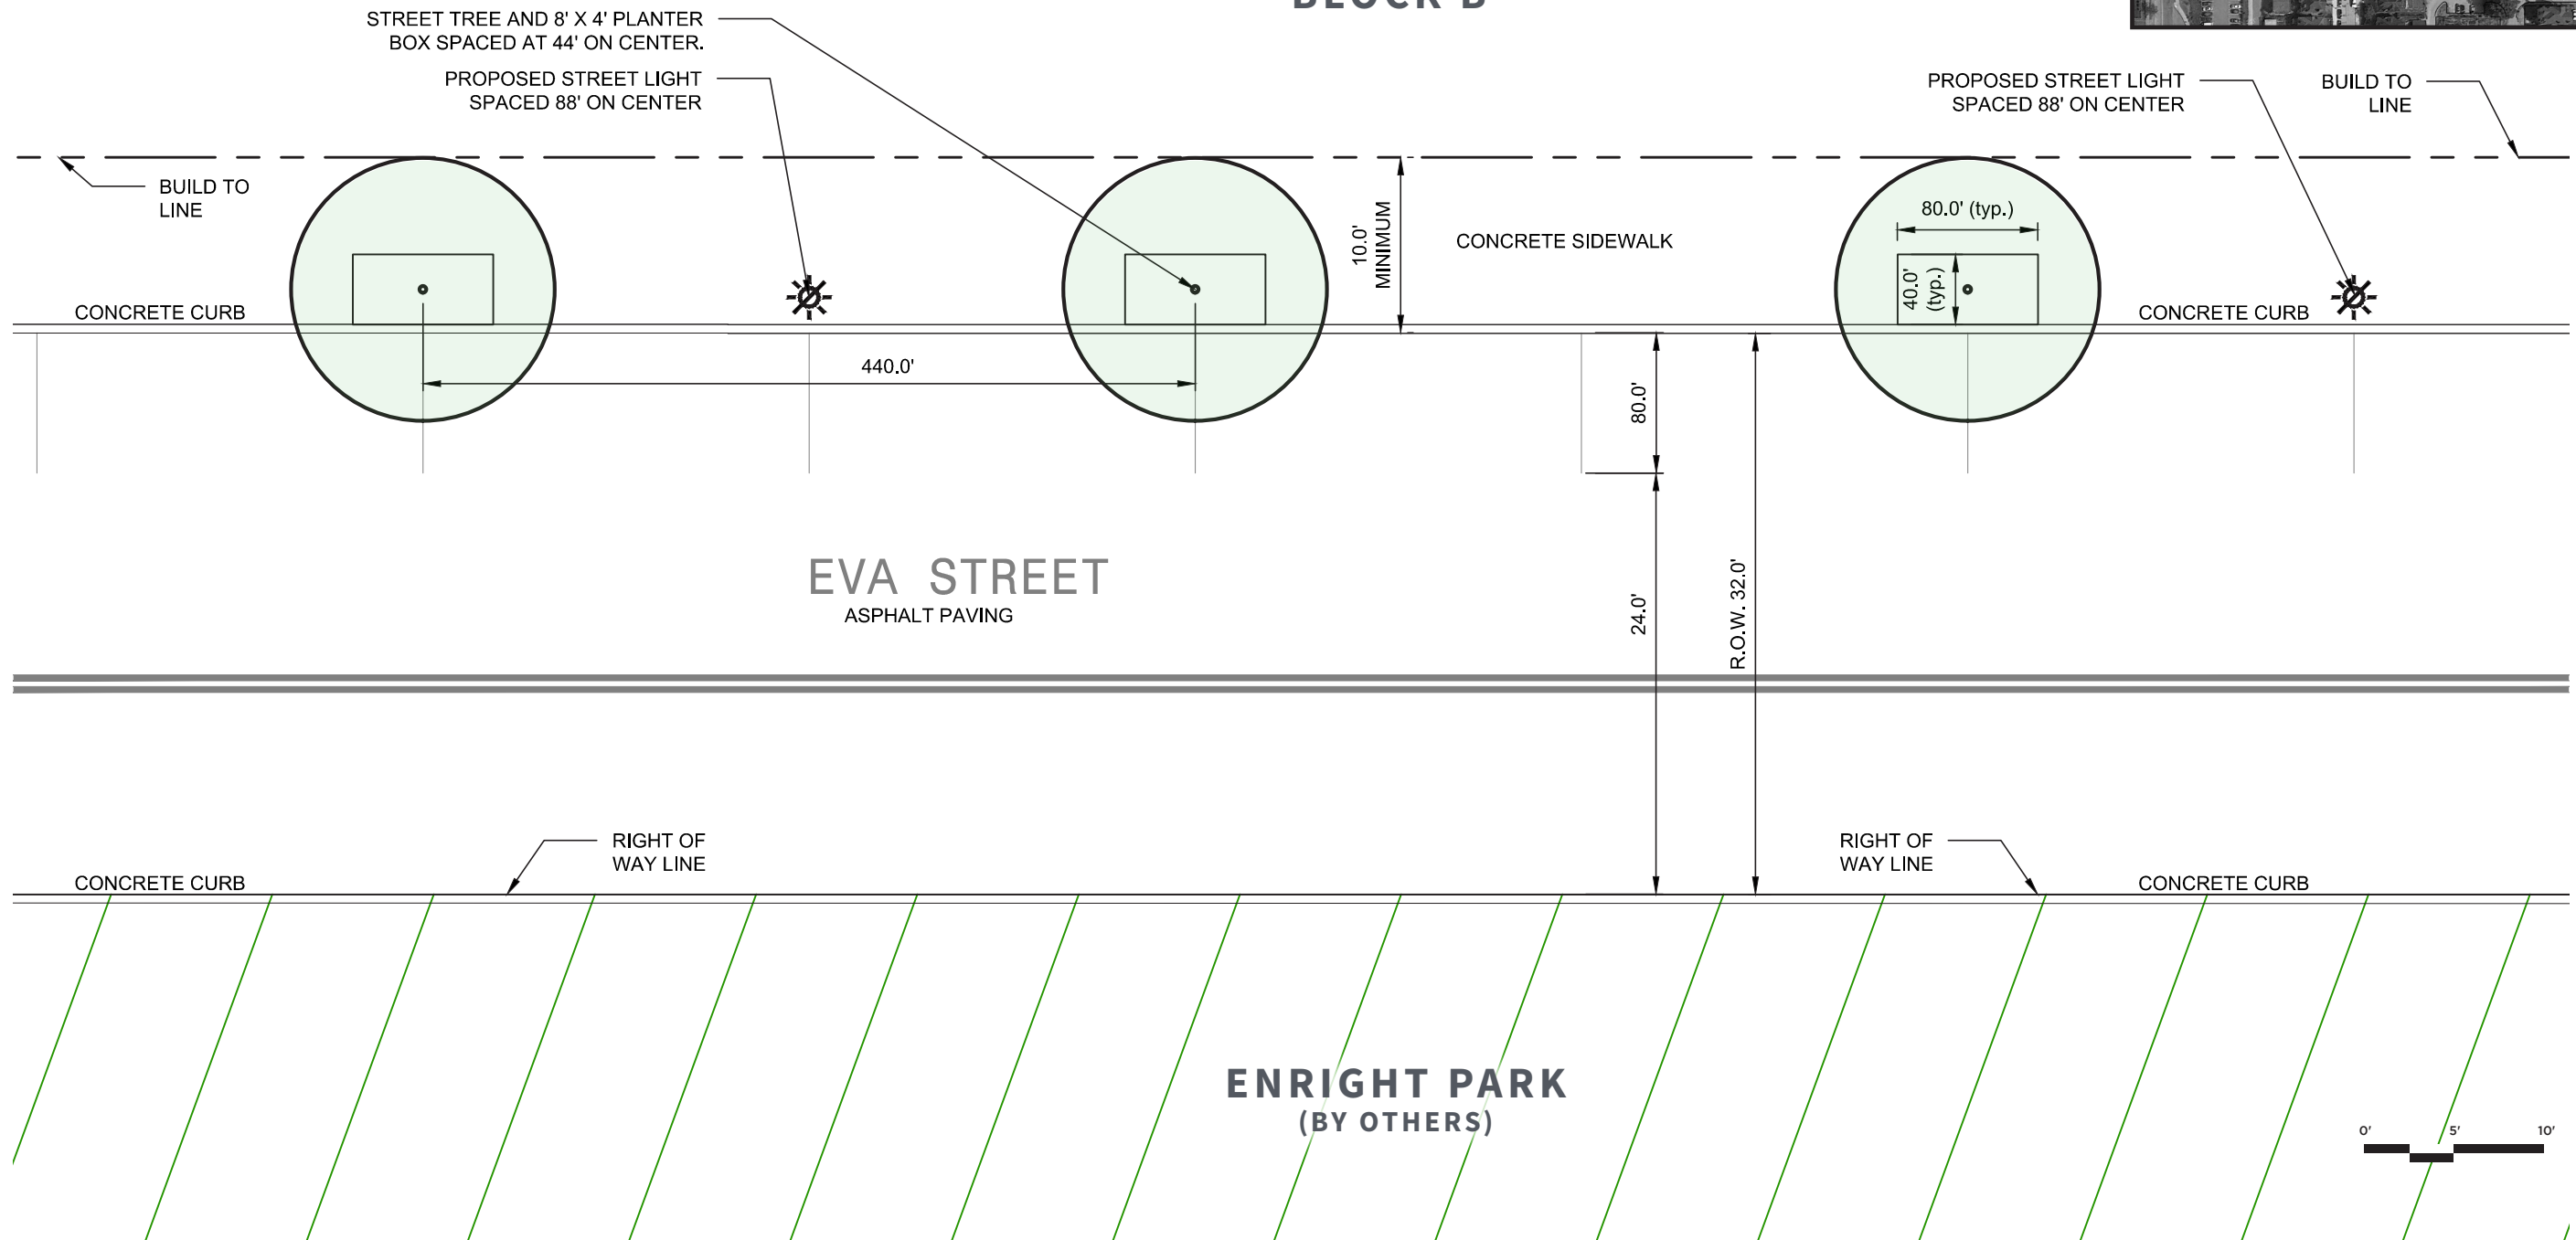 BLOCK B
STREET TREE AND 8' X 4' PLANTER
BOX SPACED AT 44' ON CENTER.
PROPOSED STREET LIGHT
SPACED 88' ON CENTER
PROPOSED STREET LIGHT
SPACED 88' ON CENTER
BUILD TO
LINE
BUILD TO
LINE
10.0'
MINIMUM
CONCRETE SIDEWALK
80.0' (typ.)
40.0'
(typ.)
CONCRETE CURB
CONCRETE CURB
440.0'
80.0'
EVA STREET
ASPHALT PAVING
24.0'
R.O.W. 32.0'
RIGHT OF
WAY LINE
RIGHT OF
WAY LINE
CONCRETE CURB
CONCRETE CURB
ENRIGHT PARK
(BY OTHERS)
0' 5' 10'